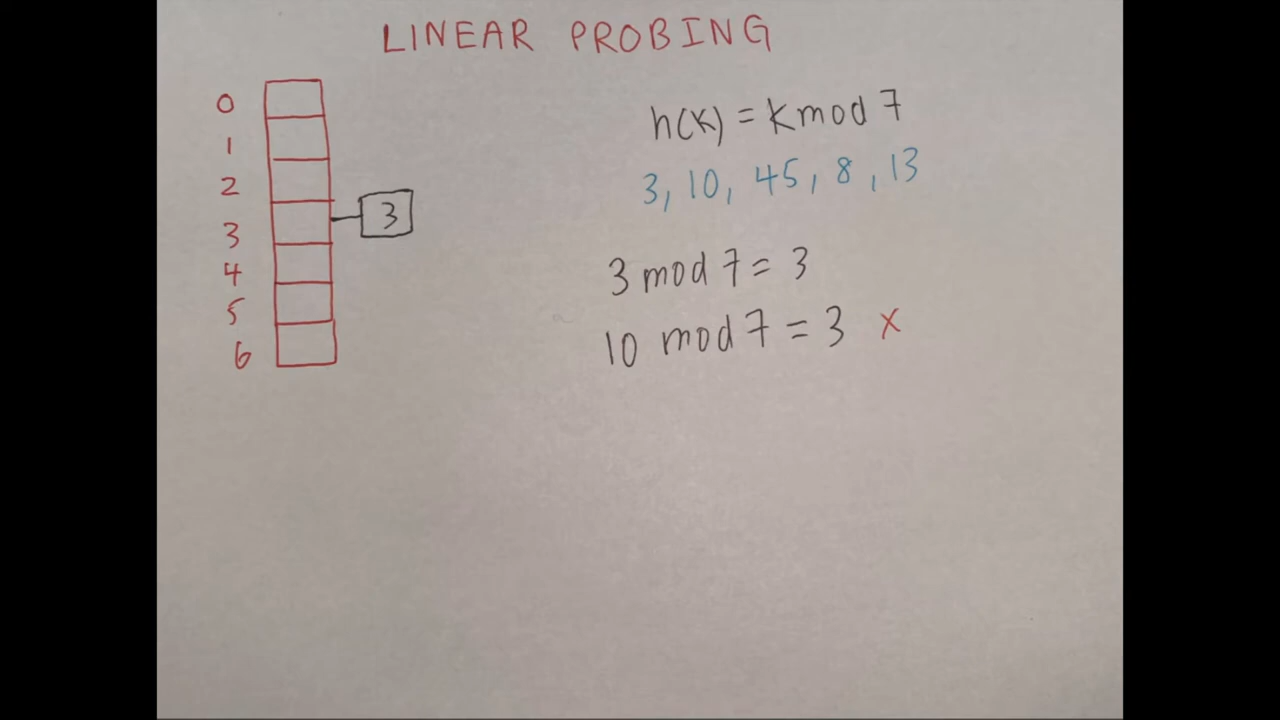 LINEAR PROBING
h(K) = K mod 7
3, 10, 45, 8, 13
0
1
2
3
3
4
5
6
3 mod 7 = 3
10 mod 7 = 3 X